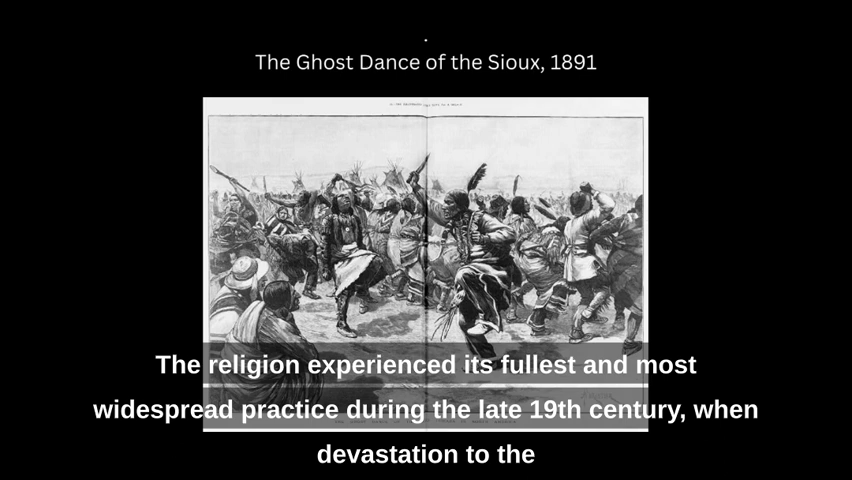 The Ghost Dance of the Sioux, 1891
The religion experienced its fullest and most
widespread practice during the late 19th century, when
devastation to the